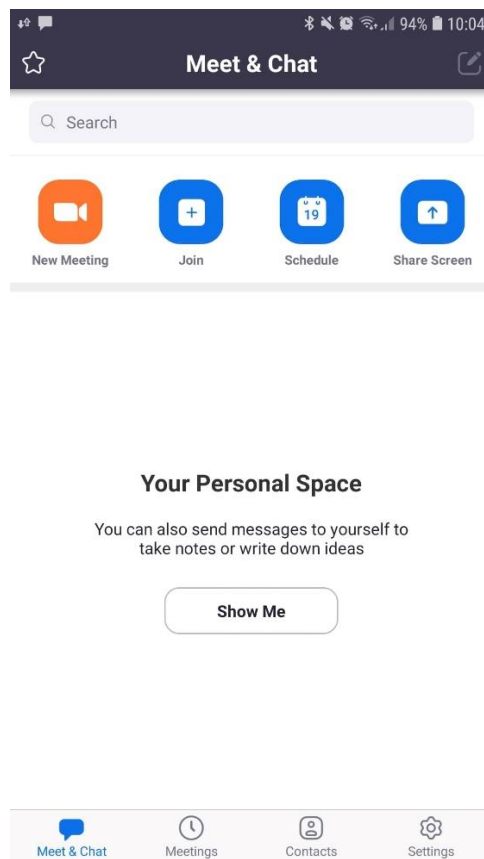 94% 10:04
Meet & Chat
Search
19
New Meeting Join Schedule Share Screen
Your Personal Space
You can also send messages to yourself to
take notes or write down ideas
Show Me
Meet & Chat Meetings Contacts Settings